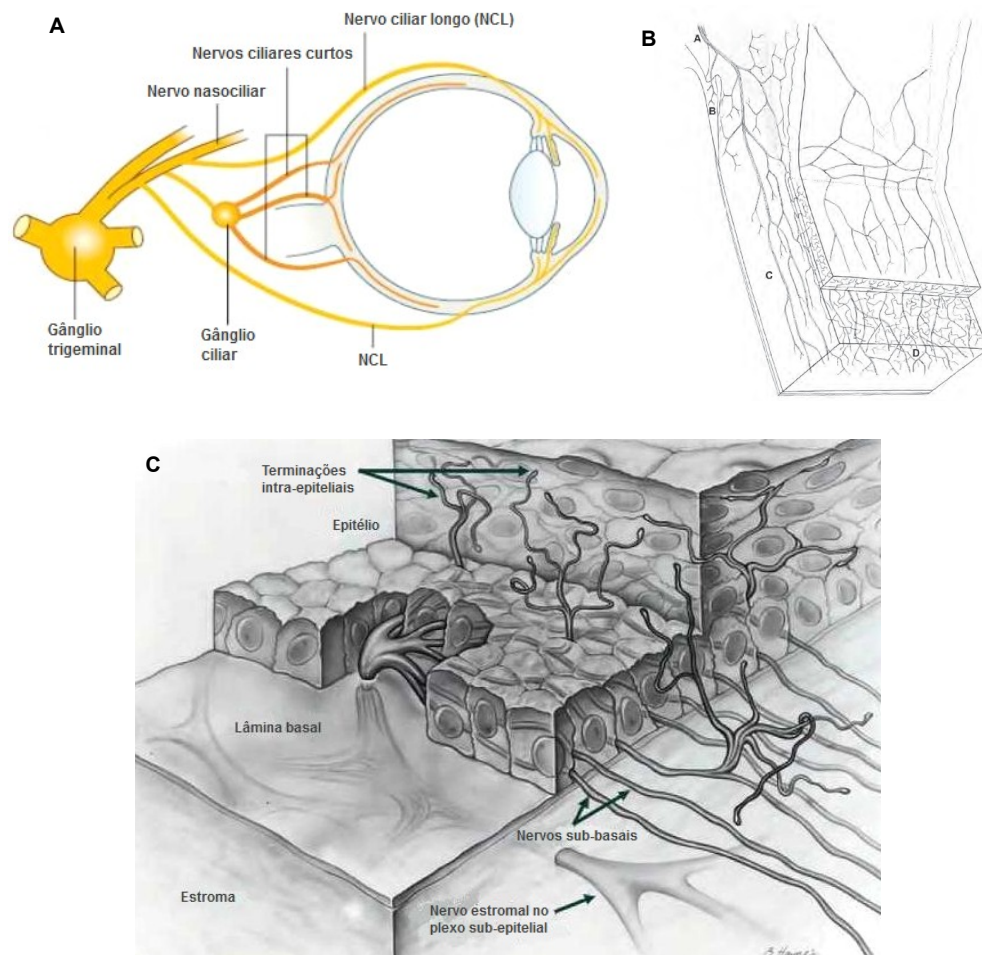 A
Nervo ciliar longo (NCL)
Nervos ciliares curtos
Nervo nasociliar
Gânglio
trigeminal
Gânglio
ciliar
NCL
B
A
B
C
D
C
Terminações
intra-epiteliais
Epitélio
Lâmina basal
Nervos sub-basais
Estroma
Nervo estromal no
plexo sub-epitelial